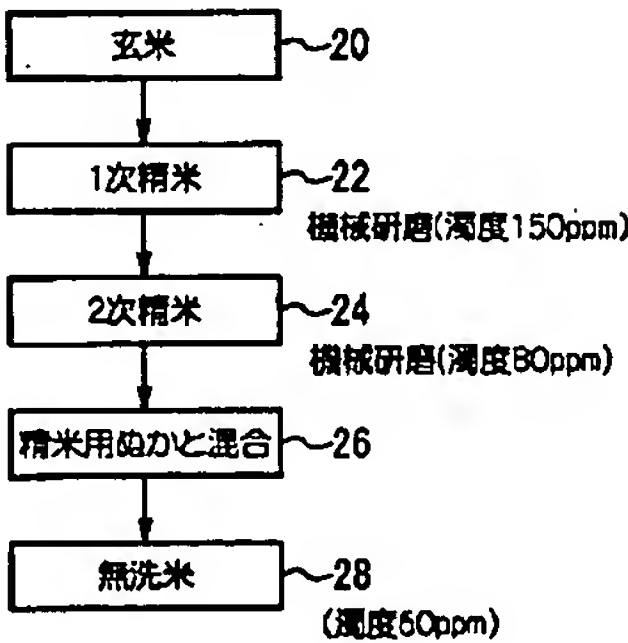 玄米 20
1次精米 22
機械研磨(濁度150ppm)
2次精米 24
機械研磨(濁度80ppm)
精米用ぬかと混合 26
無洗米 28
(濁度60ppm)